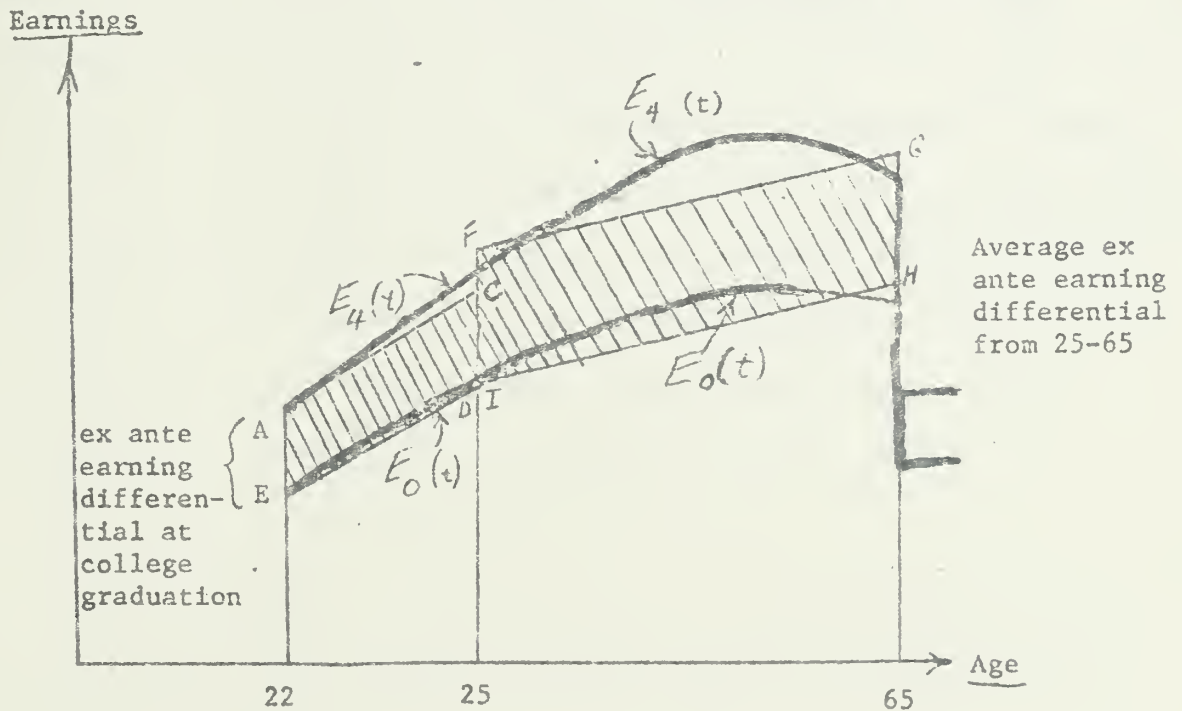 Earnings
E₄ (t)
G
F
E₄(t)
C
H
Average ex
ante earning
differential
from 25-65
A
D I
E₀(t)
E₀(t)
ex ante
earning
differen-
tial at
college
graduation
E
22
25
65
Age